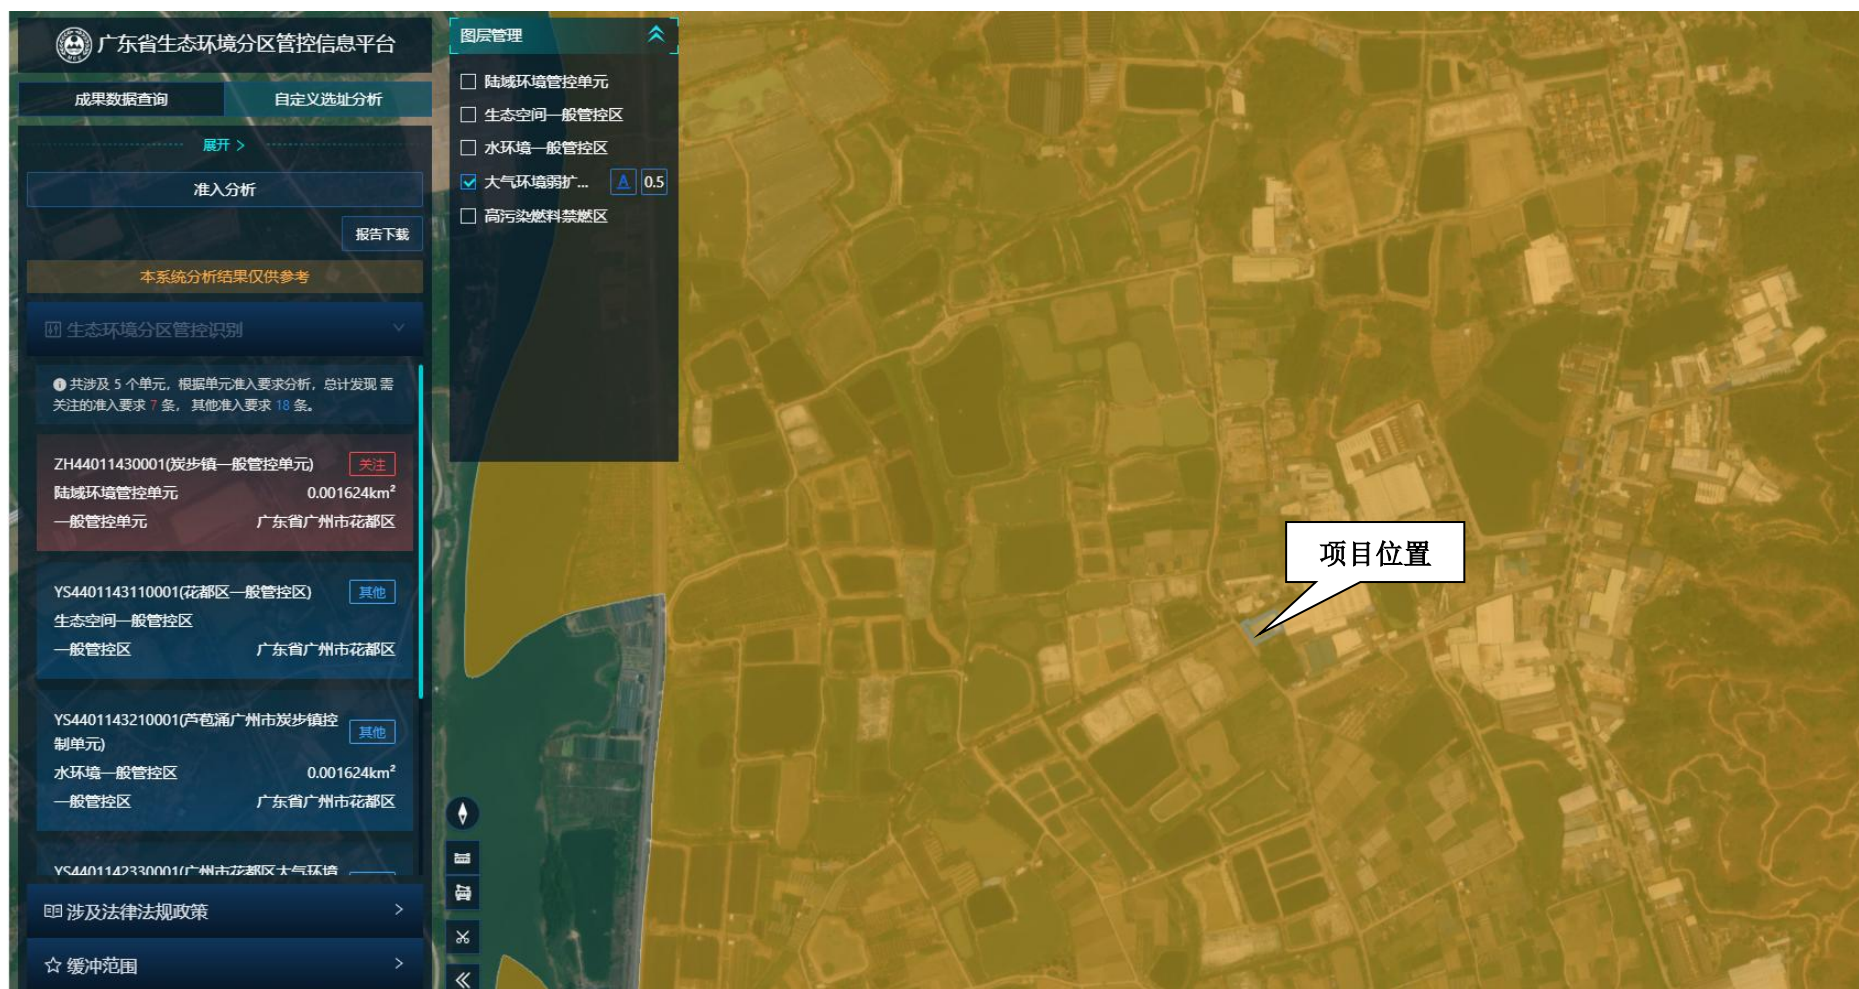 广东省生态环境分区管控信息平台
成果数据查询
自定义选址分析
展开 >
准入分析
报告下载
本系统分析结果仅供参考
生态环境分区管控识别
共涉及 5 个单元，根据单元准入要求分析，总计发现 需
关注的准入要求 7 条， 其他准入要求 18 条。
ZH44011430001(炭步镇一般管控单元)
关注
陆域环境管控单元
0.001624km²
一般管控单元
广东省广州市花都区
YS4401143110001(花都区一般管控区)
其他
生态空间一般管控区
一般管控区
广东省广州市花都区
YS4401143210001(芦苞涌广州市炭步镇控
制单元)
其他
水环境一般管控区
0.001624km²
一般管控区
广东省广州市花都区
YS4401142330001(广州市花都区大气环境
涉及法律法规政策
缓冲范围
图层管理
陆域环境管控单元
生态空间一般管控区
水环境一般管控区
大气环境弱扩...
A
0.5
高污染燃料禁燃区
项目位置